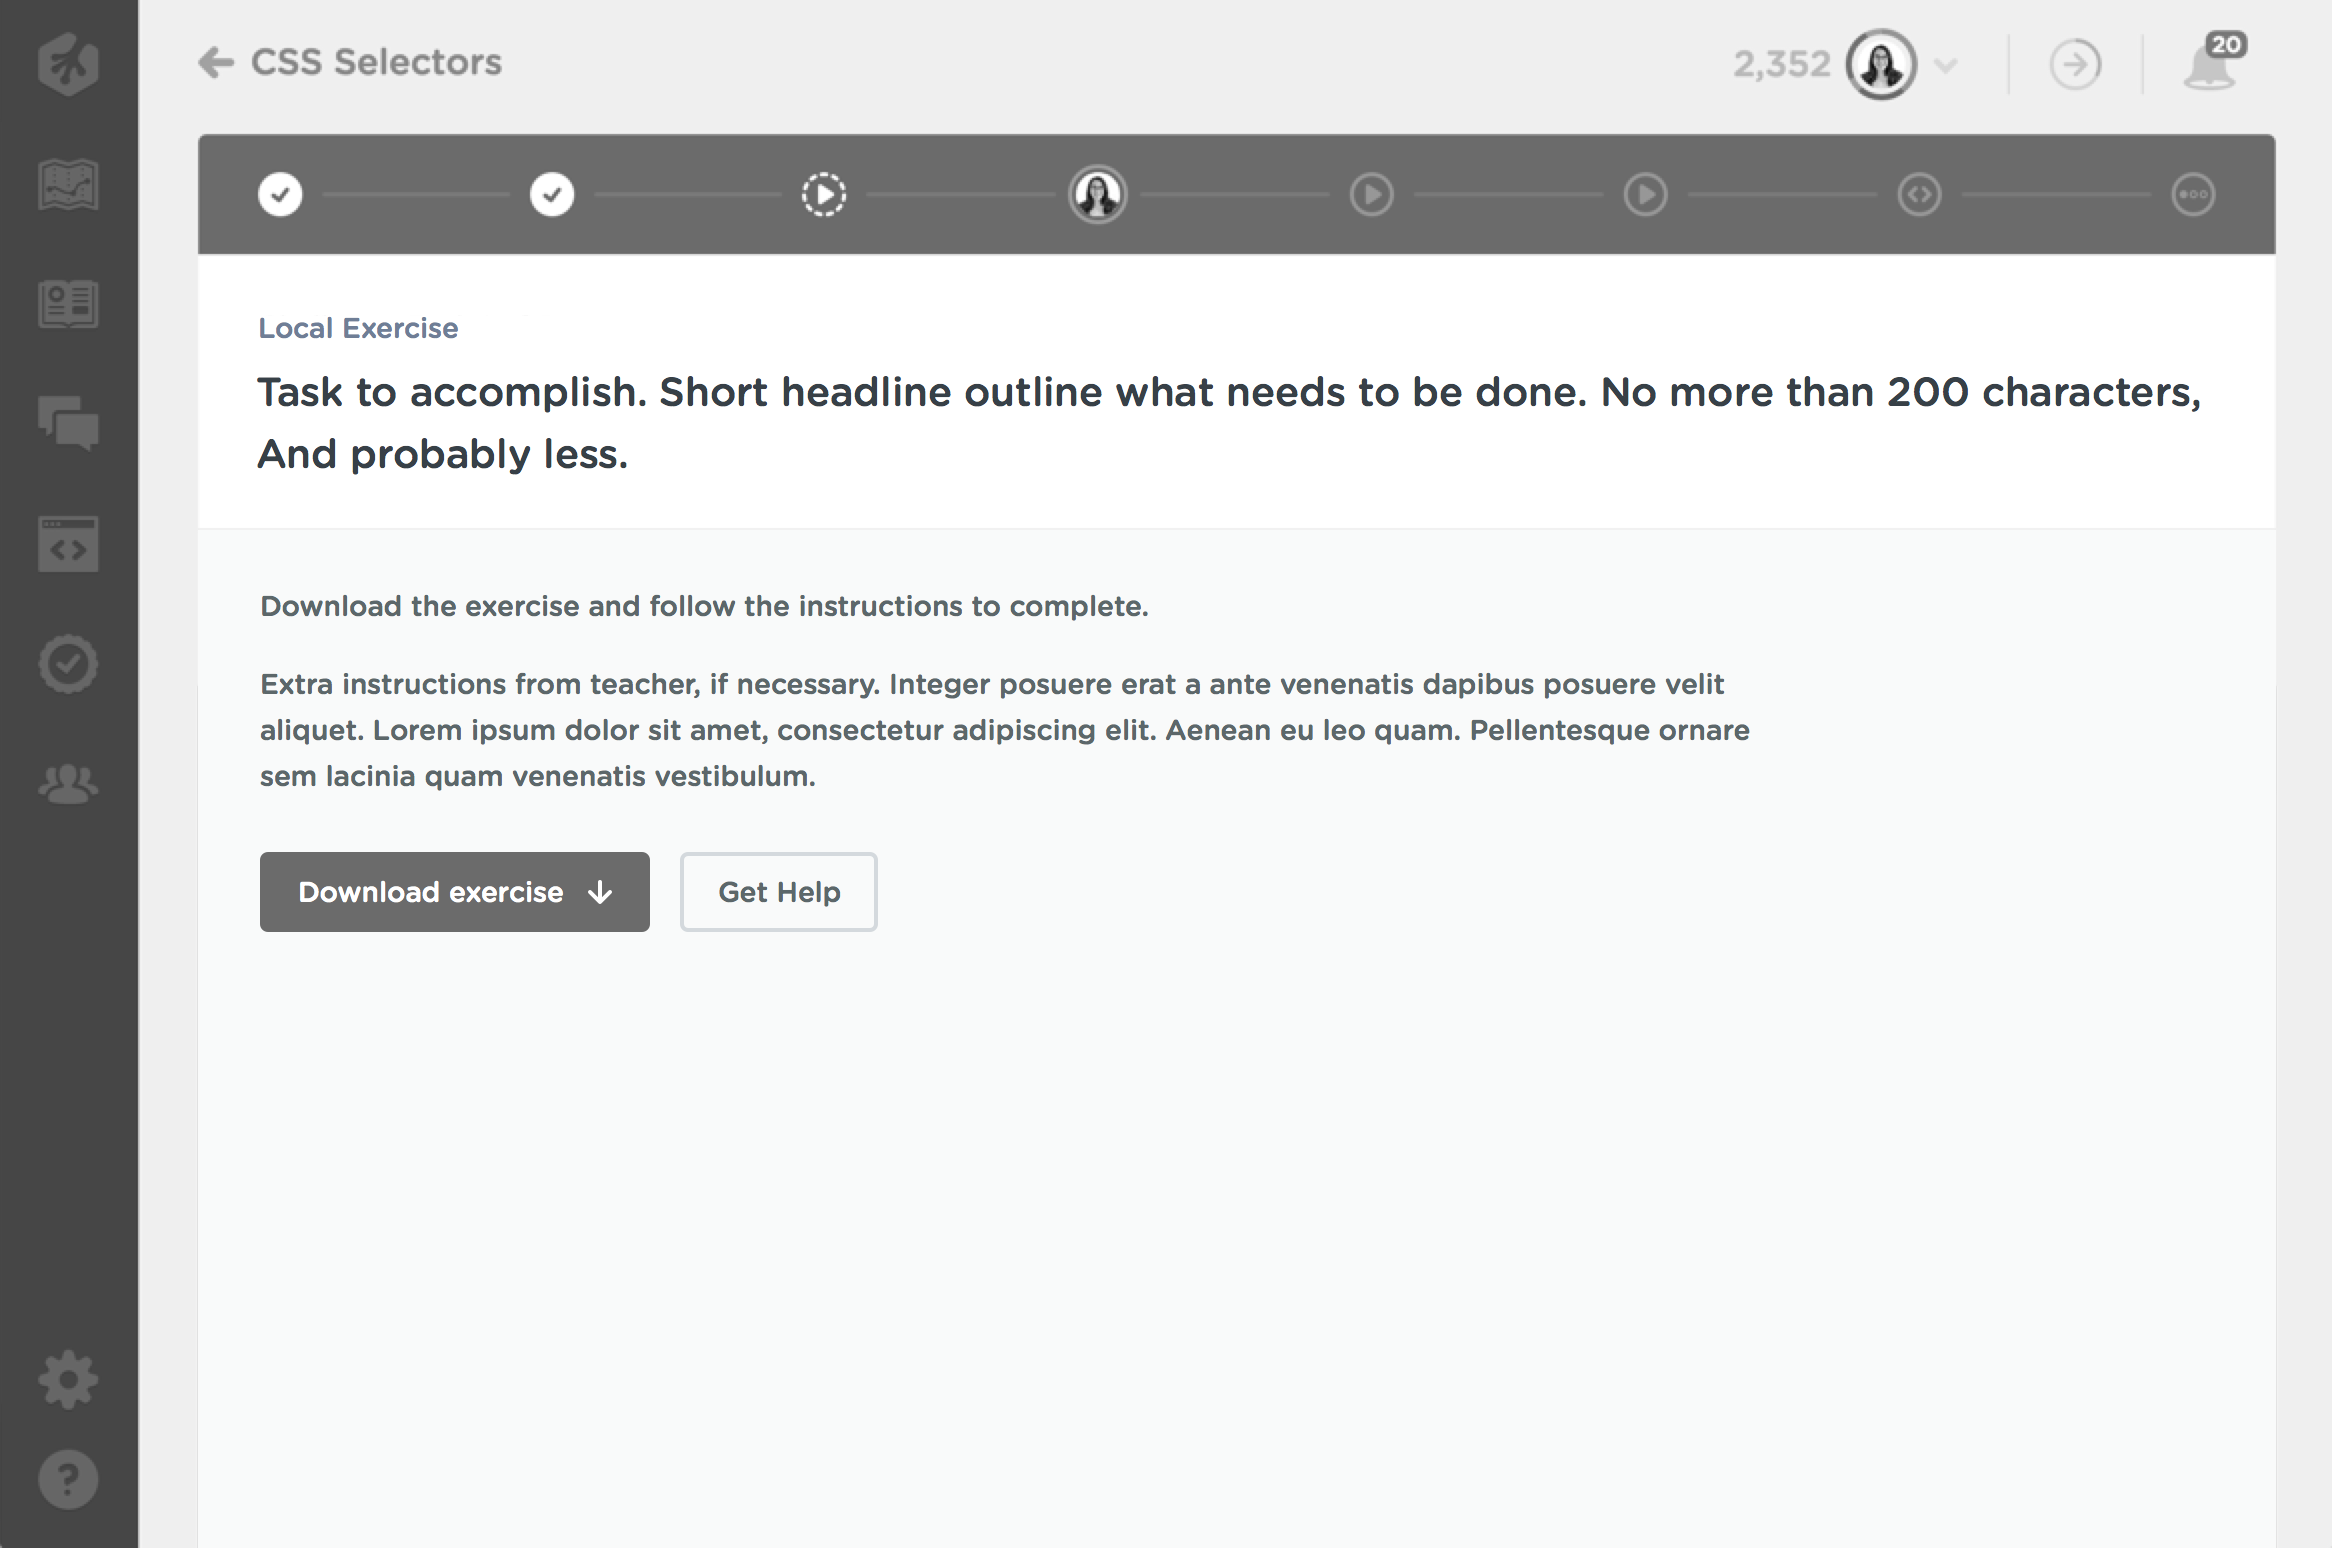 CSS Selectors
2,352
20
Local Exercise
Task to accomplish. Short headline outline what needs to be done. No more than 200 characters,
And probably less.
Download the exercise and follow the instructions to complete.
Extra instructions from teacher, if necessary. Integer posuere erat a ante venenatis dapibus posuere velit
aliquet. Lorem ipsum dolor sit amet, consectetur adipiscing elit. Aenean eu leo quam. Pellentesque ornare
sem lacinia quam venenatis vestibulum.
Download exercise
Get Help